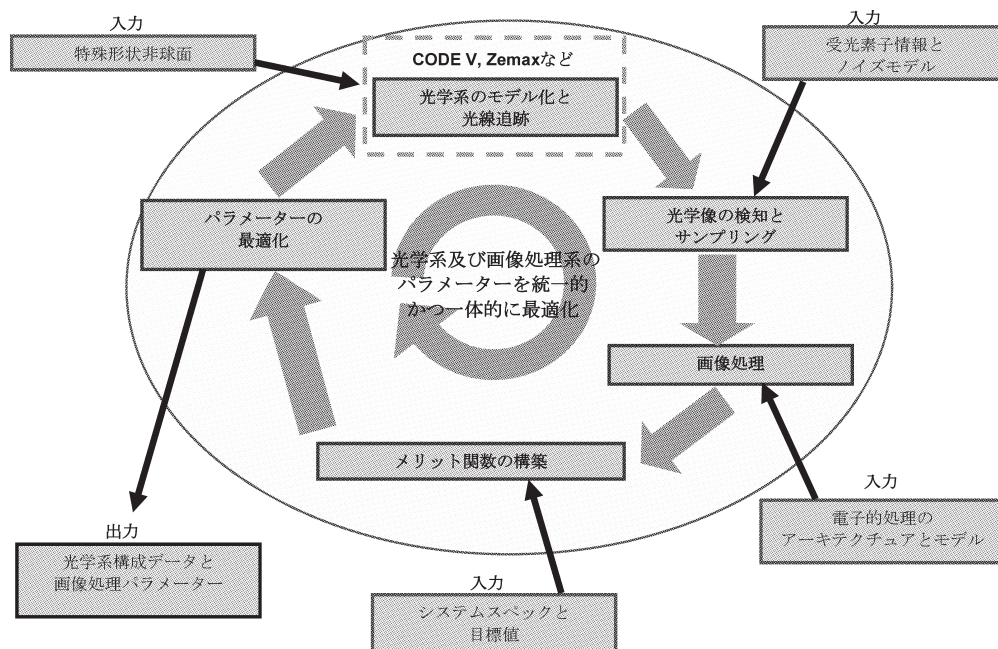 入力
特殊形状非球面
CODE V, Zemaxなど
光学系のモデル化と
光線追跡
入力
受光素子情報と
ノイズモデル
パラメーターの
最適化
光学像の検知と
サンプリング
光学系及び画像処理系の
パラメーターを統一的
かつ一体的に最適化
画像処理
メリット関数の構築
入力
電子的処理の
アーキテクチュアとモデル
出力
光学系構成データと
画像処理パラメーター
入力
システムスペックと
目標値